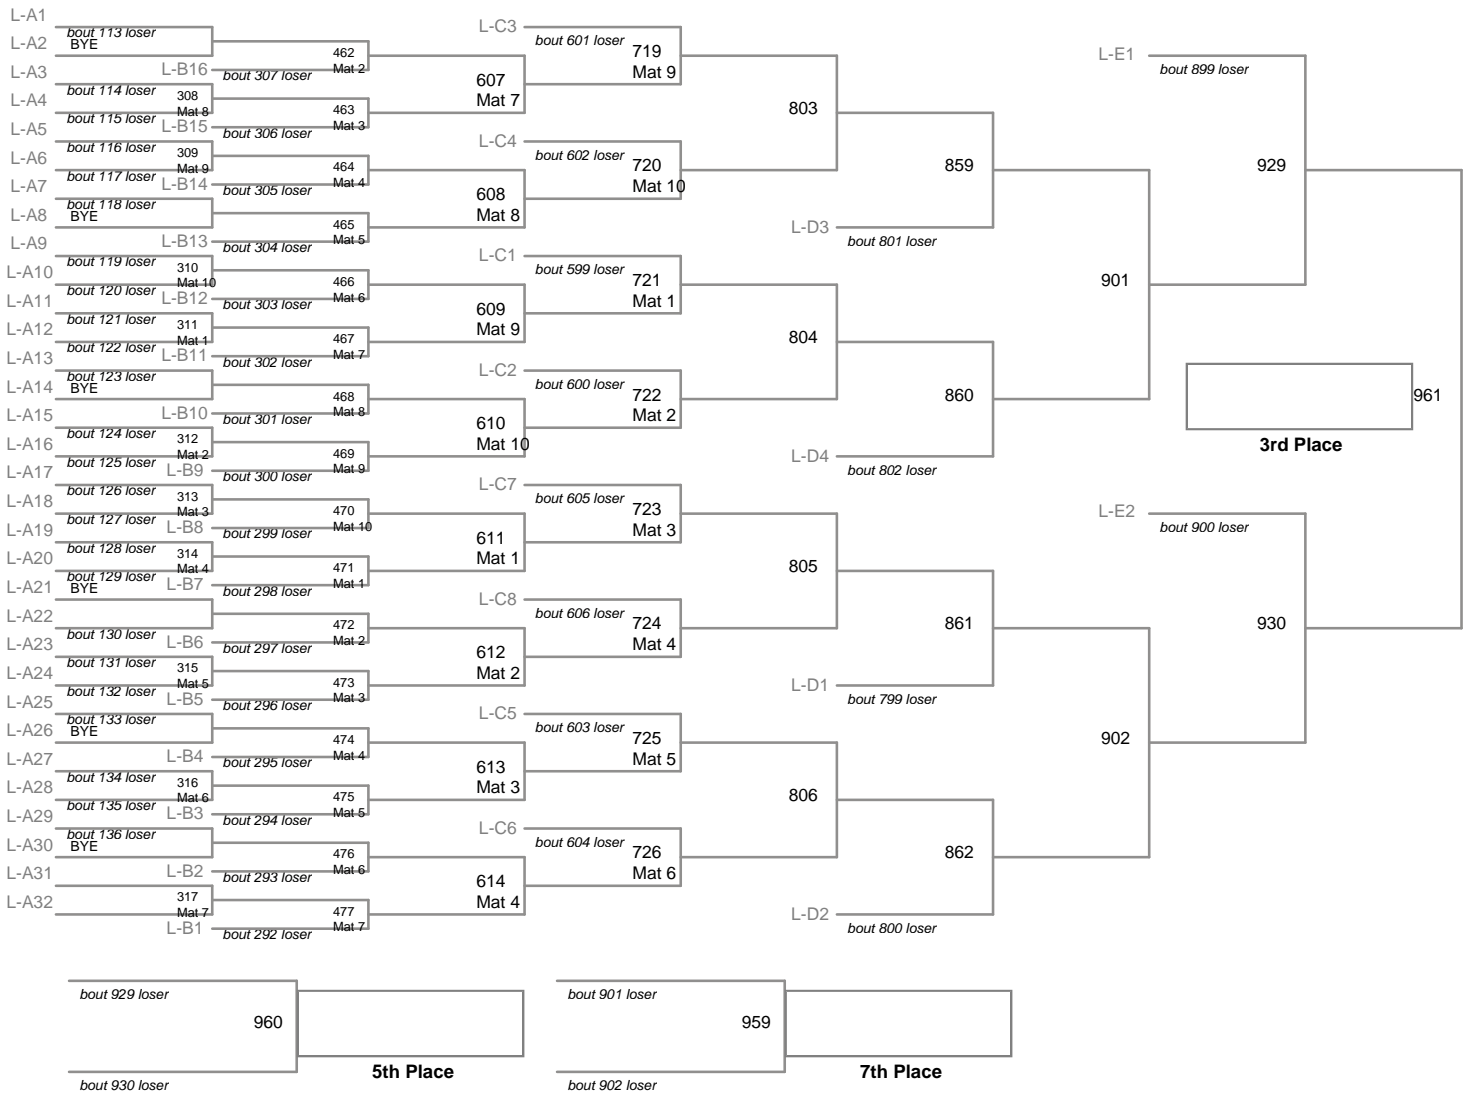 L-A1
bout 113 loser
L-A2 BYE
L-A3
bout 114 loser
L-A4
308
Mat 8
bout 115 loser
L-A5
bout 116 loser
L-A6
309
Mat 9
bout 117 loser
L-A7
bout 118 loser
L-A8 BYE
L-A9
bout 119 loser
L-A10
310
Mat 10
bout 120 loser
L-A11
bout 121 loser
L-A12
311
Mat 1
bout 122 loser
L-A13
bout 123 loser
L-A14 BYE
L-A15
bout 124 loser
L-A16
312
Mat 2
bout 125 loser
L-A17
bout 126 loser
L-A18
313
Mat 3
bout 127 loser
L-A19
bout 128 loser
L-A20
314
Mat 4
bout 129 loser
L-A21 BYE
L-A22
bout 130 loser
L-A23
bout 131 loser
L-A24
315
Mat 5
bout 132 loser
L-A25
bout 133 loser
L-A26 BYE
L-A27
bout 134 loser
L-A28
316
Mat 6
bout 135 loser
L-A29
bout 136 loser
L-A30 BYE
L-A31
L-A32
317
Mat 7
462
Mat 2
L-B16 bout 307 loser
463
Mat 3
L-B15 bout 306 loser
464
Mat 4
L-B14 bout 305 loser
465
Mat 5
L-B13 bout 304 loser
466
Mat 6
L-B12 bout 303 loser
467
Mat 7
L-B11 bout 302 loser
468
Mat 8
L-B10 bout 301 loser
469
Mat 9
L-B9 bout 300 loser
470
Mat 10
L-B8 bout 299 loser
471
Mat 1
L-B7 bout 298 loser
472
Mat 2
L-B6 bout 297 loser
473
Mat 3
L-B5 bout 296 loser
474
Mat 4
L-B4 bout 295 loser
475
Mat 5
L-B3 bout 294 loser
476
Mat 6
L-B2 bout 293 loser
477
Mat 7
L-B1 bout 292 loser
607
Mat 7
608
Mat 8
609
Mat 9
610
Mat 10
611
Mat 1
612
Mat 2
613
Mat 3
614
Mat 4
L-C3
bout 601 loser
719
Mat 9
L-C4
bout 602 loser
720
Mat 10
L-C1
bout 599 loser
721
Mat 1
L-C2
bout 600 loser
722
Mat 2
L-C7
bout 605 loser
723
Mat 3
L-C8
bout 606 loser
724
Mat 4
L-C5
bout 603 loser
725
Mat 5
L-C6
bout 604 loser
726
Mat 6
803
L-D3
bout 801 loser
804
L-D4
bout 802 loser
805
L-D1
bout 799 loser
806
L-D2
bout 800 loser
859
860
861
862
901
902
L-E1
bout 899 loser
929
L-E2
bout 900 loser
930
961
3rd Place
bout 929 loser
960
bout 930 loser
5th Place
bout 901 loser
959
bout 902 loser
7th Place